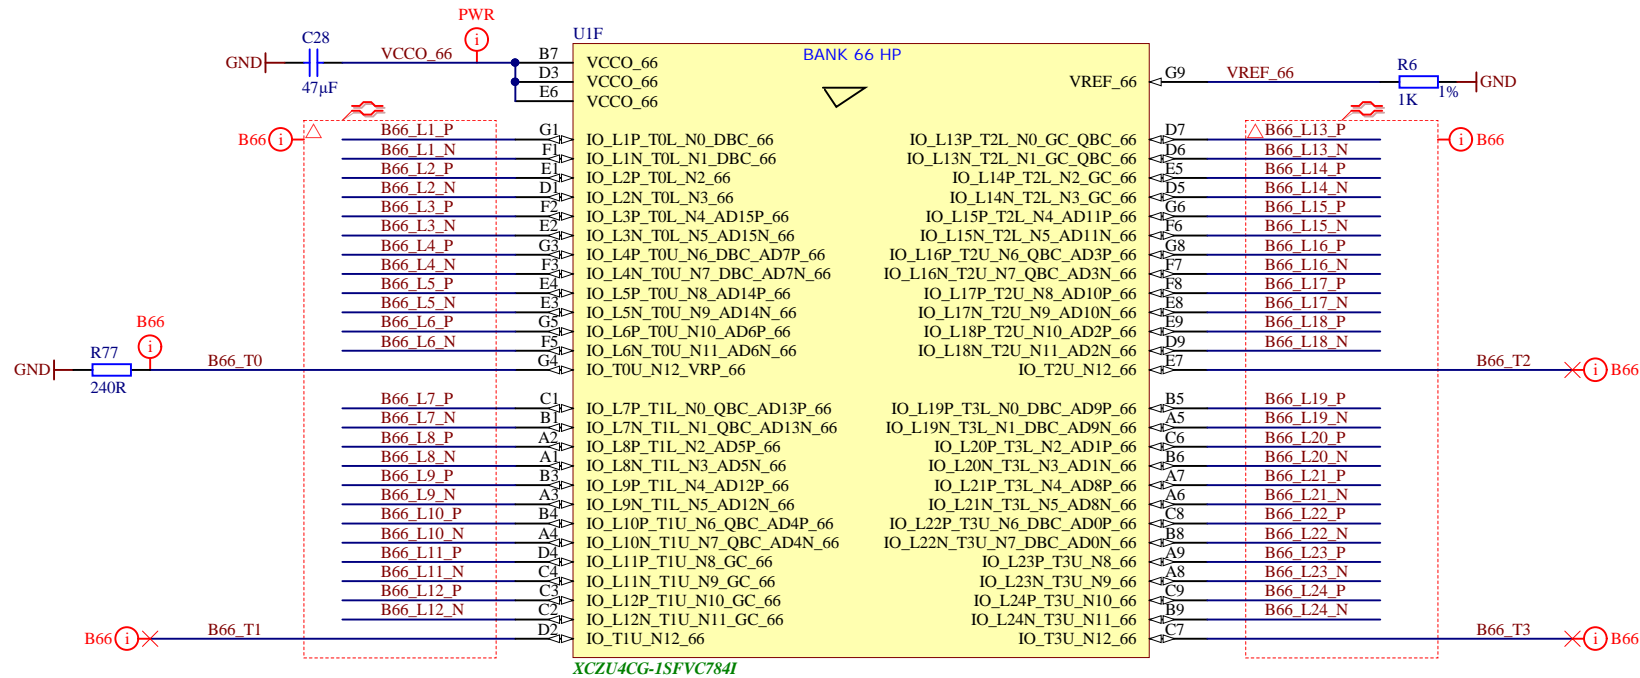 PWR
i
C28
GND
47µF
VCCO_66
U1F
BANK 66 HP
B7 VCCO_66
D3 VCCO_66
E6 VCCO_66
VREF_66 G9 VREF_66
R6
1K
1%
GND
B66 i
i B66
B66_L1_P G1 IO_L1P_T0L_N0_DBC_66 IO_L13P_T2L_N0_GC_QBC_66 D7 B66_L13_P
B66_L1_N F1 IO_L1N_T0L_N1_DBC_66 IO_L13N_T2L_N1_GC_QBC_66 D6 B66_L13_N
B66_L2_P E1 IO_L2P_T0L_N2_66 IO_L14P_T2L_N2_GC_66 E5 B66_L14_P
B66_L2_N D1 IO_L2N_T0L_N3_66 IO_L14N_T2L_N3_GC_66 D5 B66_L14_N
B66_L3_P F2 IO_L3P_T0L_N4_AD15P_66 IO_L15P_T2L_N4_AD11P_66 G6 B66_L15_P
B66_L3_N E2 IO_L3N_T0L_N5_AD15N_66 IO_L15N_T2L_N5_AD11N_66 F6 B66_L15_N
B66_L4_P G3 IO_L4P_T0U_N6_DBC_AD7P_66 IO_L16P_T2U_N6_QBC_AD3P_66 G8 B66_L16_P
B66_L4_N F3 IO_L4N_T0U_N7_DBC_AD7N_66 IO_L16N_T2U_N7_QBC_AD3N_66 F7 B66_L16_N
B66_L5_P E4 IO_L5P_T0U_N8_AD14P_66 IO_L17P_T2U_N8_AD10P_66 F8 B66_L17_P
B66_L5_N E3 IO_L5N_T0U_N9_AD14N_66 IO_L17N_T2U_N9_AD10N_66 E8 B66_L17_N
B66_L6_P G5 IO_L6P_T0U_N10_AD6P_66 IO_L18P_T2U_N10_AD2P_66 E9 B66_L18_P
B66_L6_N F5 IO_L6N_T0U_N11_AD6N_66 IO_L18N_T2U_N11_AD2N_66 D9 B66_L18_N
B66
i
R77
GND
240R
B66_T0 G4 IO_T0U_N12_VRP_66 IO_T2U_N12_66 E7 B66_T2 i B66
B66_L7_P C1 IO_L7P_T1L_N0_QBC_AD13P_66 IO_L19P_T3L_N0_DBC_AD9P_66 B5 B66_L19_P
B66_L7_N B1 IO_L7N_T1L_N1_QBC_AD13N_66 IO_L19N_T3L_N1_DBC_AD9N_66 A5 B66_L19_N
B66_L8_P A2 IO_L8P_T1L_N2_AD5P_66 IO_L20P_T3L_N2_AD1P_66 C6 B66_L20_P
B66_L8_N A1 IO_L8N_T1L_N3_AD5N_66 IO_L20N_T3L_N3_AD1N_66 B6 B66_L20_N
B66_L9_P B3 IO_L9P_T1L_N4_AD12P_66 IO_L21P_T3L_N4_AD8P_66 A7 B66_L21_P
B66_L9_N A3 IO_L9N_T1L_N5_AD12N_66 IO_L21N_T3L_N5_AD8N_66 A6 B66_L21_N
B66_L10_P B4 IO_L10P_T1U_N6_QBC_AD4P_66 IO_L22P_T3U_N6_DBC_AD0P_66 C8 B66_L22_P
B66_L10_N A4 IO_L10N_T1U_N7_QBC_AD4N_66 IO_L22N_T3U_N7_DBC_AD0N_66 B8 B66_L22_N
B66_L11_P D4 IO_L11P_T1U_N8_GC_66 IO_L23P_T3U_N8_66 A9 B66_L23_P
B66_L11_N C4 IO_L11N_T1U_N9_GC_66 IO_L23N_T3U_N9_66 A8 B66_L23_N
B66_L12_P C3 IO_L12P_T1U_N10_GC_66 IO_L24P_T3U_N10_66 C9 B66_L24_P
B66_L12_N C2 IO_L12N_T1U_N11_GC_66 IO_L24N_T3U_N11_66 B9 B66_L24_N
B66 i B66_T1 D2 IO_T1U_N12_66 IO_T3U_N12_66 C7 B66_T3 i B66
XCZU4CG-1SFVC784I